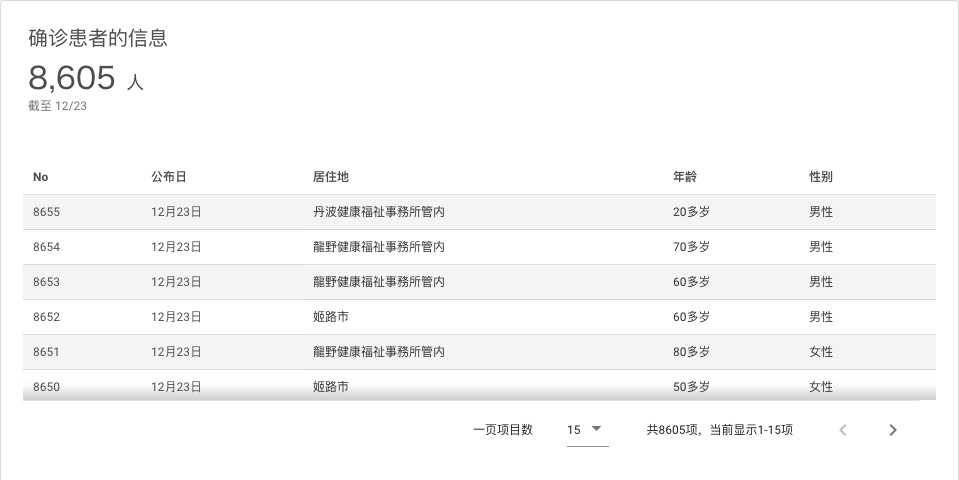 确诊患者的信息
8,605 人
截至 12/23
No 公布日 居住地 年龄 性别
8655 12月23日 丹波健康福祉事務所管内 20多岁 男性
8654 12月23日 龍野健康福祉事務所管内 70多岁 男性
8653 12月23日 龍野健康福祉事務所管内 60多岁 男性
8652 12月23日 姫路市 60多岁 男性
8651 12月23日 龍野健康福祉事務所管内 80多岁 女性
8650 12月23日 姫路市 50多岁 女性
一页项目数 15 共8605项，当前显示1-15项